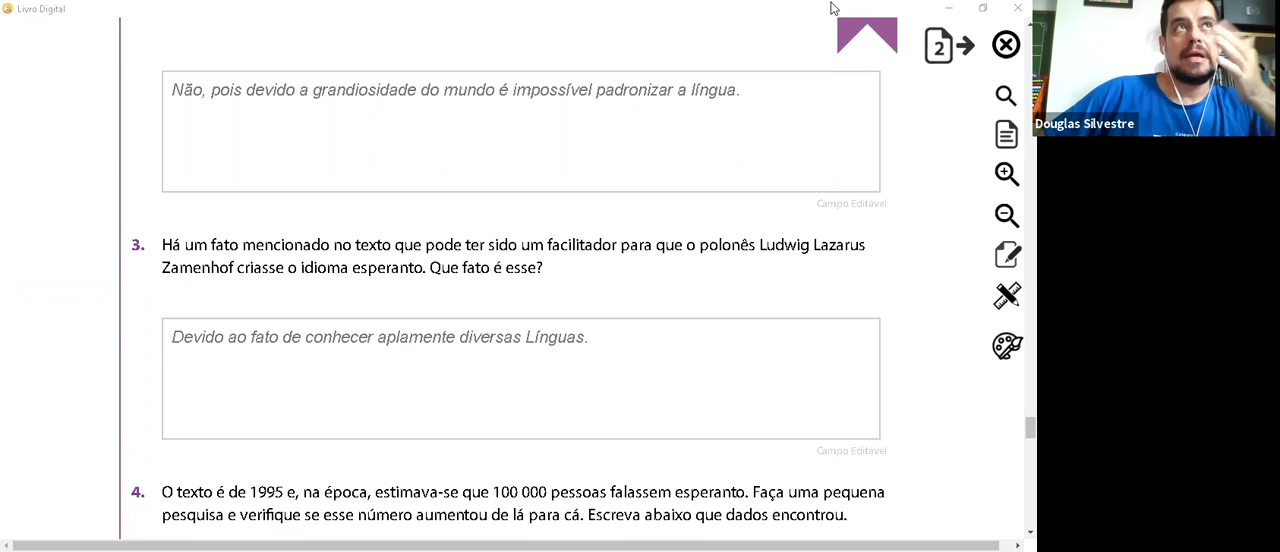 Livro Digital
2
Não, pois devido a grandiosidade do mundo é impossível padronizar a língua.
Douglas Silvestre
Campo Editável
3. Há um fato mencionado no texto que pode ter sido um facilitador para que o polonês Ludwig Lazarus
Zamenhof criasse o idioma esperanto. Que fato é esse?
Devido ao fato de conhecer aplamente diversas Línguas.
Campo Editável
4. O texto é de 1995 e, na época, estimava-se que 100 000 pessoas falassem esperanto. Faça uma pequena
pesquisa e verifique se esse número aumentou de lá para cá. Escreva abaixo que dados encontrou.